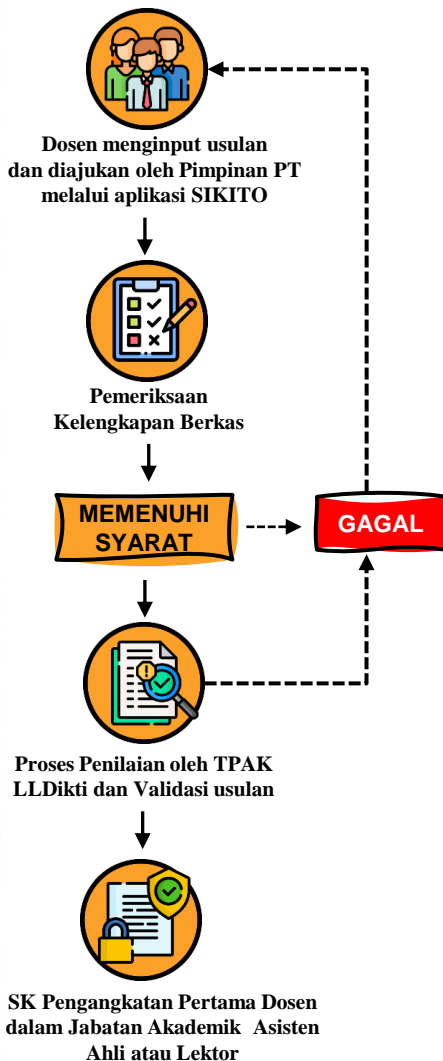 Dosen menginput usulan
dan diajukan oleh Pimpinan PT
melalui aplikasi SIKITO
Pemeriksaan
Kelengkapan Berkas
MEMENUHI
SYARAT
GAGAL
Proses Penilaian oleh TPAK
LLDikti dan Validasi usulan
SK Pengangkatan Pertama Dosen
dalam Jabatan Akademik Asisten
Ahli atau Lektor